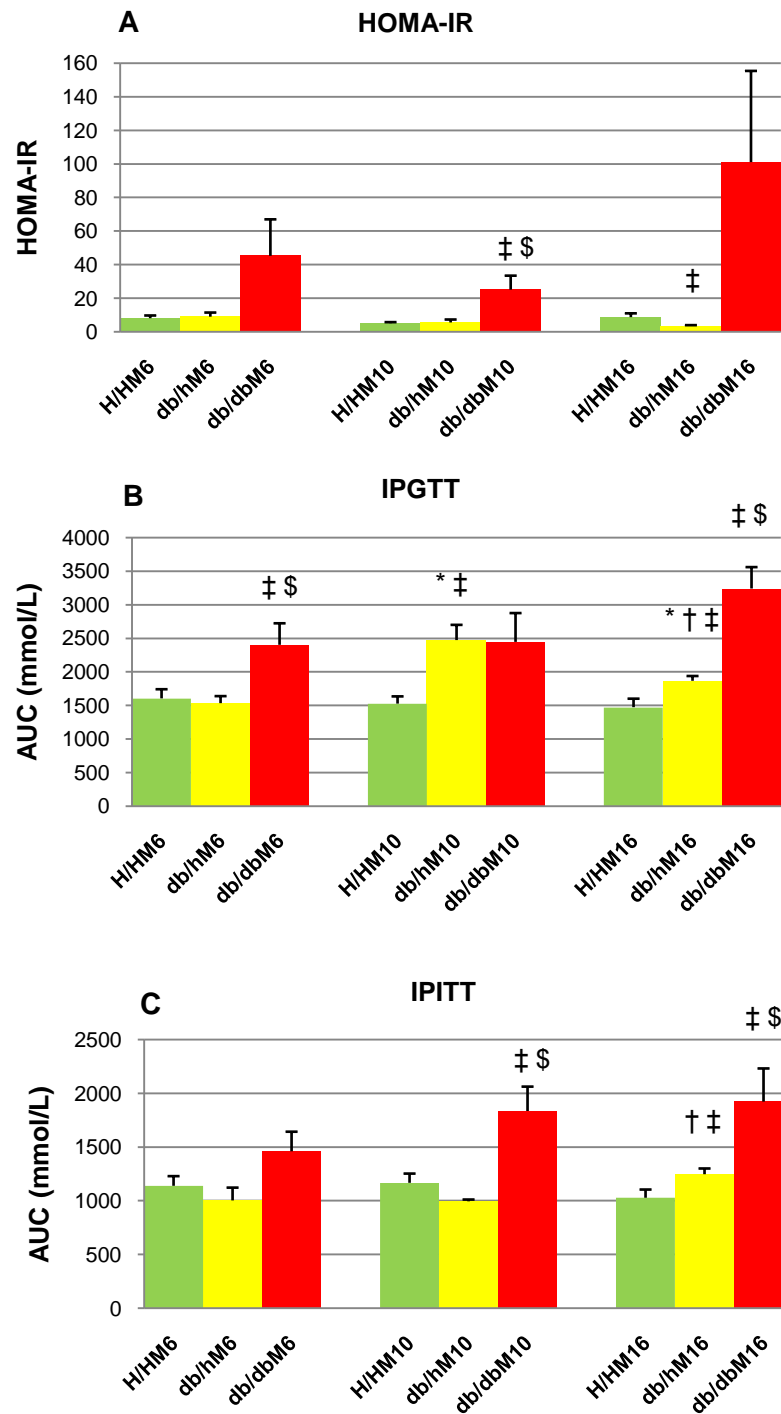 A
HOMA-IR
HOMA-IR
160
140
120
100
80
60
40
20
0
‡ $
‡
H/HM6
db/hM6
db/dbM6
H/HM10
db/hM10
db/dbM10
H/HM16
db/hM16
db/dbM16
B
IPGTT
AUC (mmol/L)
4000
3500
3000
2500
2000
1500
1000
500
0
‡ $
* ‡
* † ‡
‡ $
H/HM6
db/hM6
db/dbM6
H/HM10
db/hM10
db/dbM10
H/HM16
db/hM16
db/dbM16
C
IPITT
AUC (mmol/L)
2500
2000
1500
1000
500
0
‡ $
† ‡
‡ $
H/HM6
db/hM6
db/dbM6
H/HM10
db/hM10
db/dbM10
H/HM16
db/hM16
db/dbM16